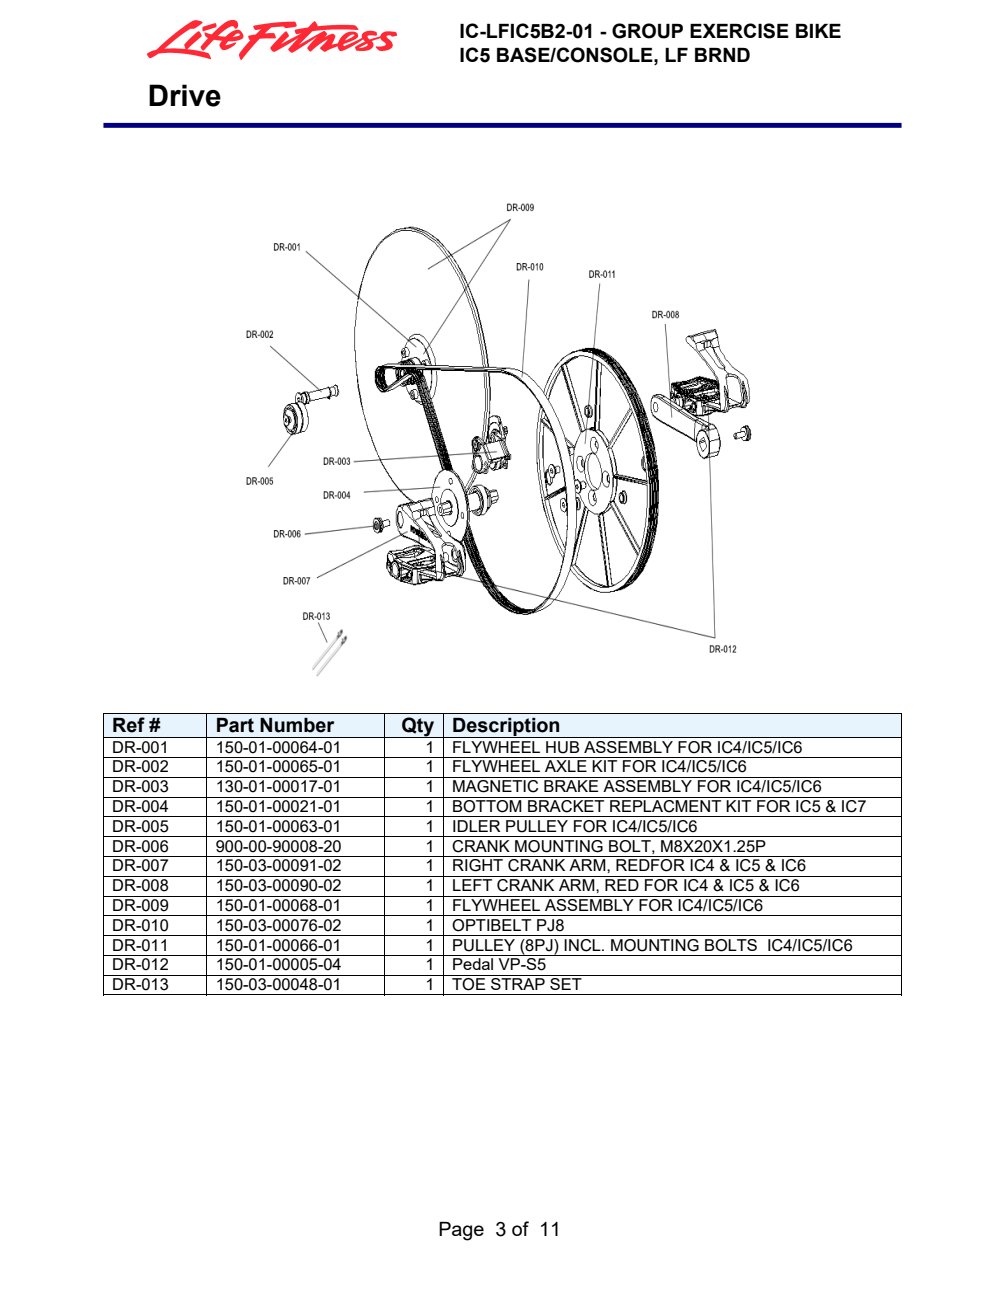 Life Fitness
IC-LFIC5B2-01 - GROUP EXERCISE BIKE
IC5 BASE/CONSOLE, LF BRND
Drive
DR-009
DR-001
DR-010
DR-011
DR-008
DR-002
DR-003
DR-005
DR-004
DR-006
DR-007
DR-013
DR-012
Ref # Part Number Qty Description
DR-001 150-01-00064-01 1 FLYWHEEL HUB ASSEMBLY FOR IC4/IC5/IC6
DR-002 150-01-00065-01 1 FLYWHEEL AXLE KIT FOR IC4/IC5/IC6
DR-003 130-01-00017-01 1 MAGNETIC BRAKE ASSEMBLY FOR IC4/IC5/IC6
DR-004 150-01-00021-01 1 BOTTOM BRACKET REPLACMENT KIT FOR IC5 & IC7
DR-005 150-01-00063-01 1 IDLER PULLEY FOR IC4/IC5/IC6
DR-006 900-00-90008-20 1 CRANK MOUNTING BOLT, M8X20X1.25P
DR-007 150-03-00091-02 1 RIGHT CRANK ARM, REDFOR IC4 & IC5 & IC6
DR-008 150-03-00090-02 1 LEFT CRANK ARM, RED FOR IC4 & IC5 & IC6
DR-009 150-01-00068-01 1 FLYWHEEL ASSEMBLY FOR IC4/IC5/IC6
DR-010 150-03-00076-02 1 OPTIBELT PJ8
DR-011 150-01-00066-01 1 PULLEY (8PJ) INCL. MOUNTING BOLTS IC4/IC5/IC6
DR-012 150-01-00005-04 1 Pedal VP-S5
DR-013 150-03-00048-01 1 TOE STRAP SET
Page 3 of 11